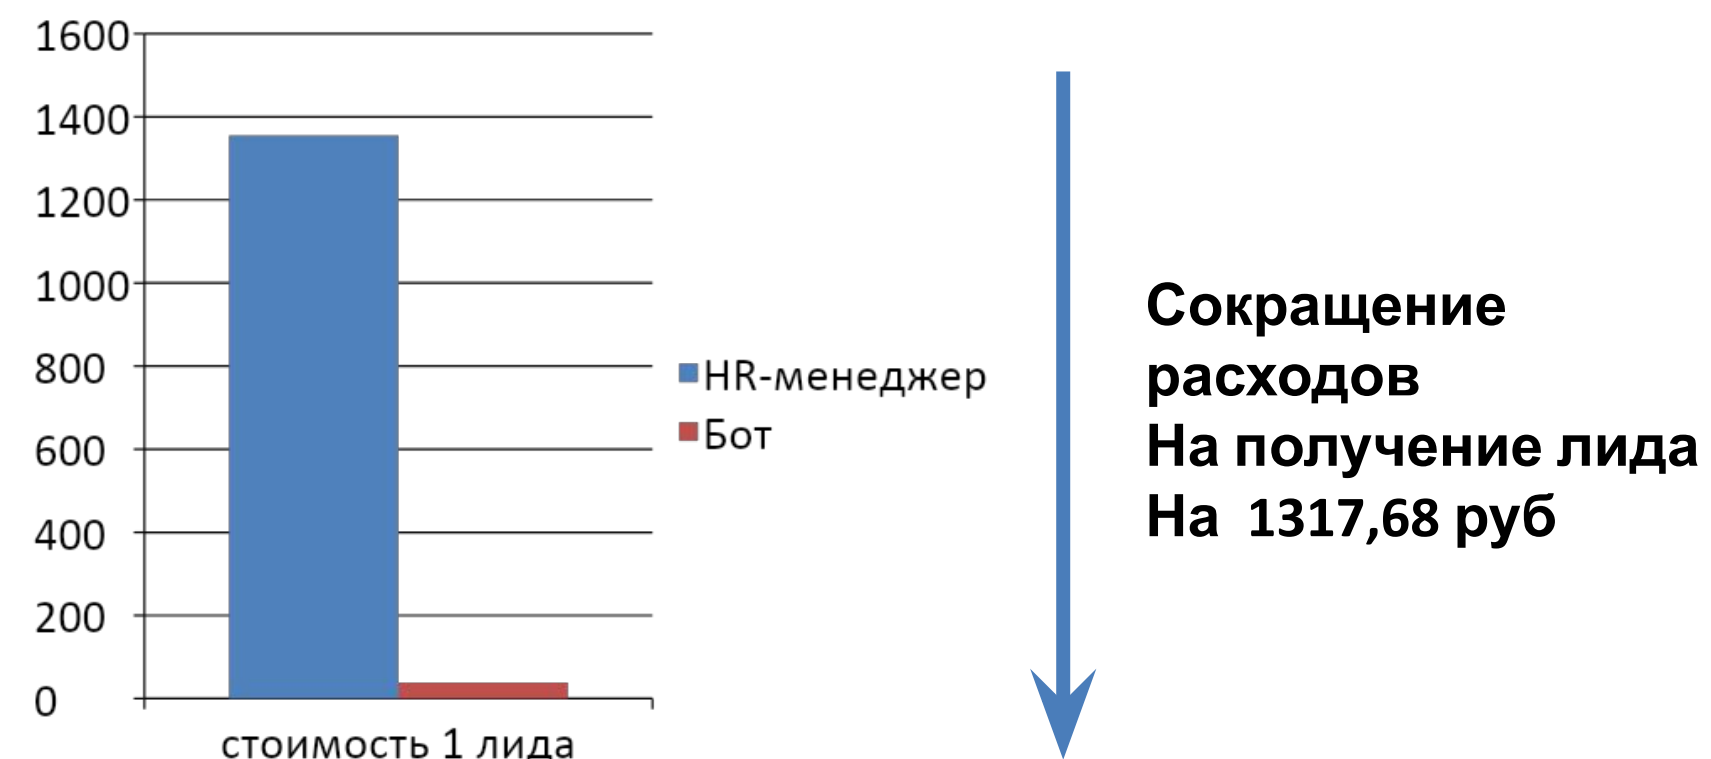 1600
1400
1200
1000
800
600
400
200
0
стоимость 1 лида
HR-менеджер
Бот
Сокращение
расходов
На получение лида
На 1317,68 руб